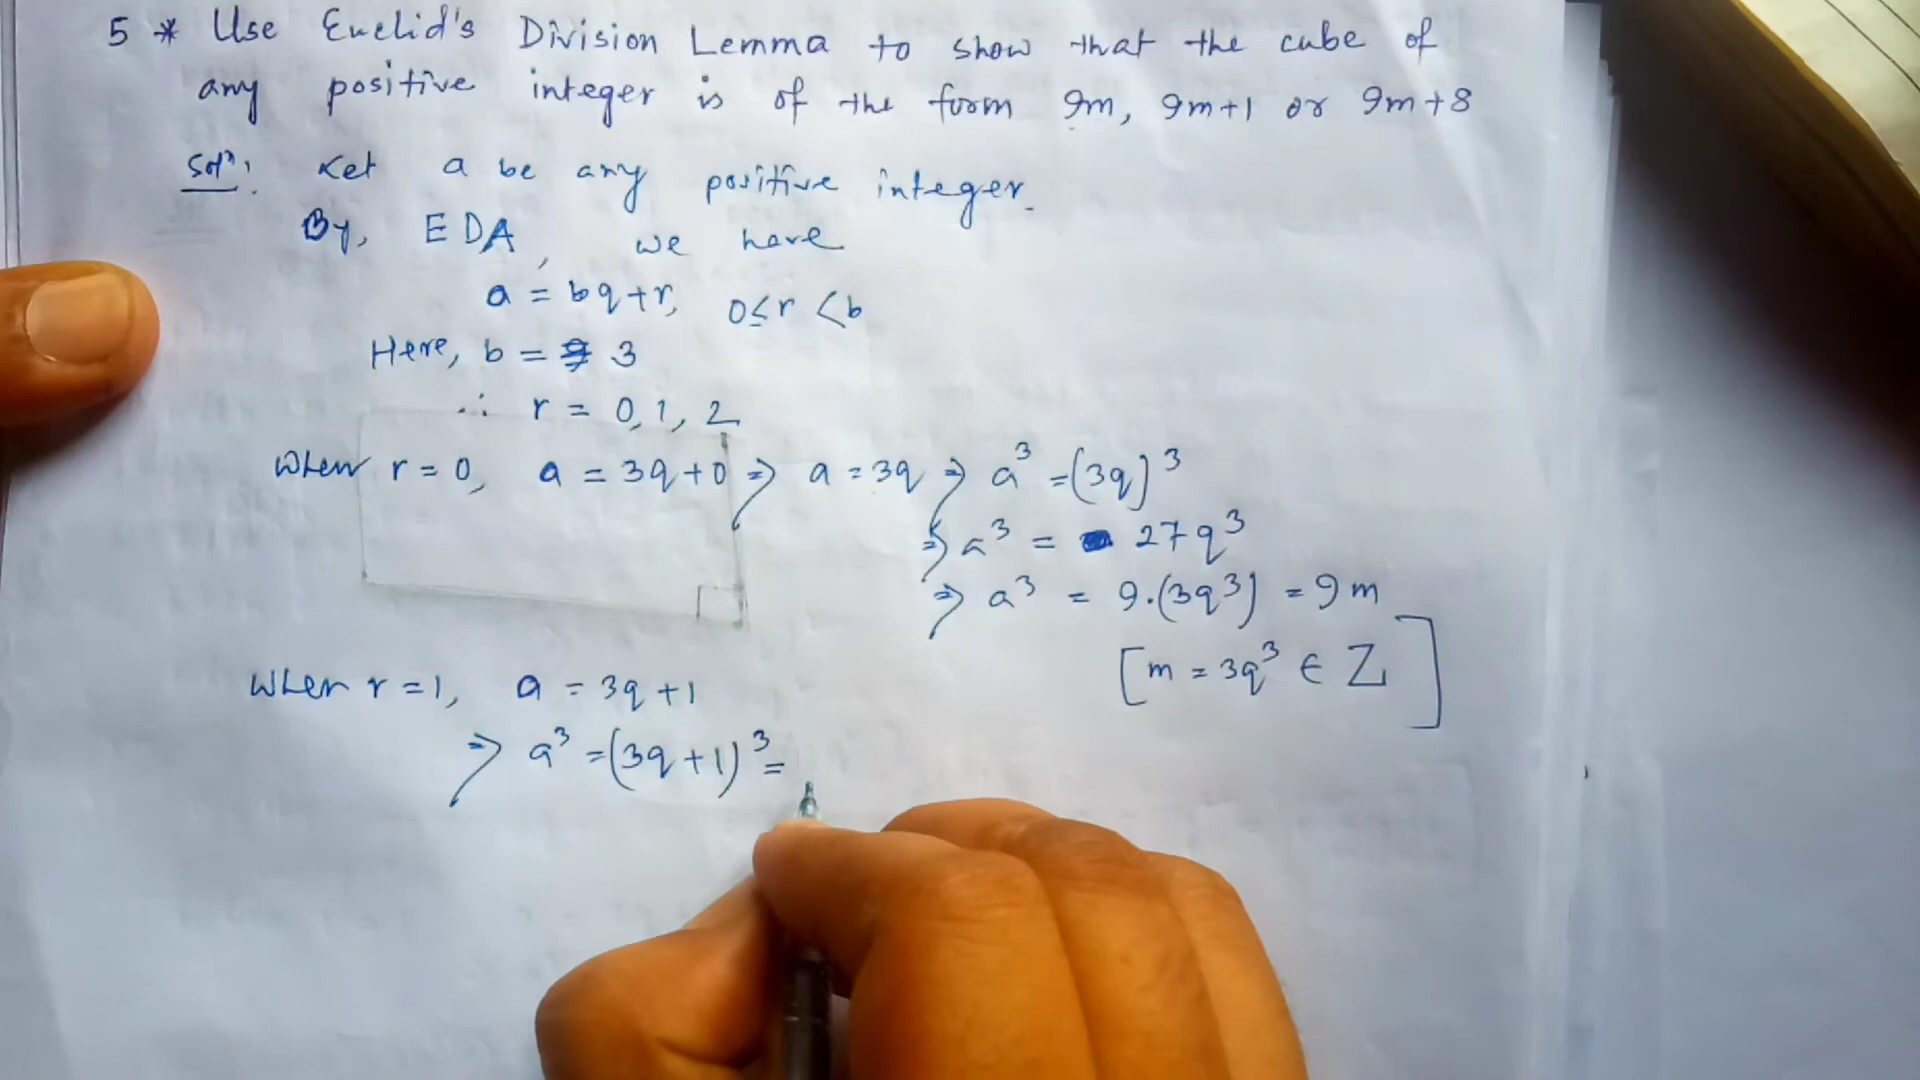 5 * Use Euclid's Division Lemma to show that the cube of
any positive integer is of the form 9m, 9m+1 or 9m+8
Solⁿ: Let a be any positive integer.
By, EDA, we have
a = bq+r, 0≤r<b
Here, b = 3
∴ r = 0,1,2
When r=0, a = 3q+0 ⇒ a=3q ⇒ a³=(3q)³
⇒ a³ = 27q³
⇒ a³ = 9.(3q³) = 9m
[m = 3q³ ∈ Z]
When r=1, a = 3q+1
⇒ a³ =(3q+1)³=